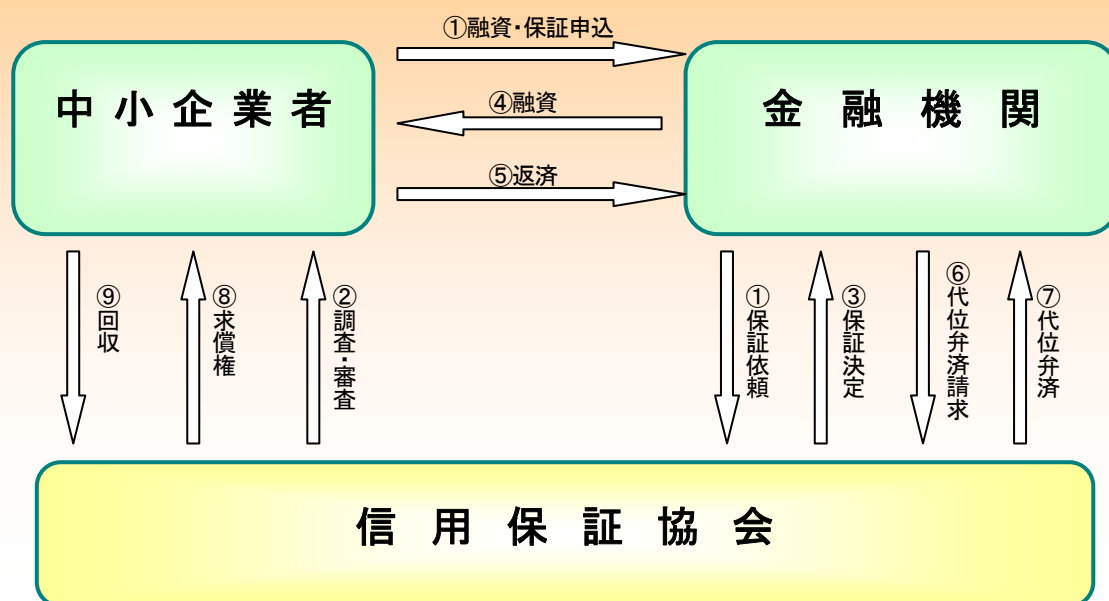 ①融資・保証申込
中小企業者
金融機関
④融資
⑤返済
⑨回収
⑧求償権
②調査・審査
①保証依頼
③保証決定
⑥代位弁済請求
⑦代位弁済
信用保証協会